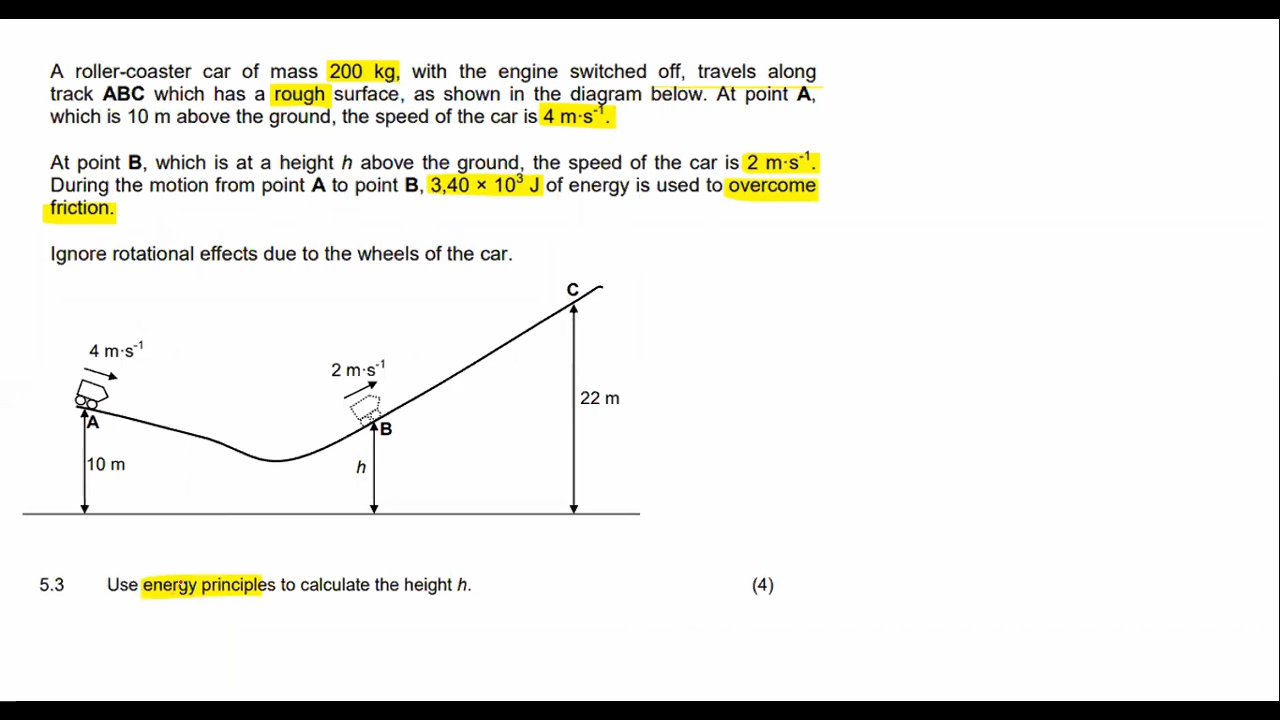 A roller-coaster car of mass 200 kg, with the engine switched off, travels along
track ABC which has a rough surface, as shown in the diagram below. At point A,
which is 10 m above the ground, the speed of the car is 4 m·s⁻¹.
At point B, which is at a height h above the ground, the speed of the car is 2 m·s⁻¹.
During the motion from point A to point B, 3,40 × 10³ J of energy is used to overcome
friction.
Ignore rotational effects due to the wheels of the car.
C
4 m·s⁻¹
2 m·s⁻¹
22 m
A
B
10 m
h
5.3 Use energy principles to calculate the height h. (4)